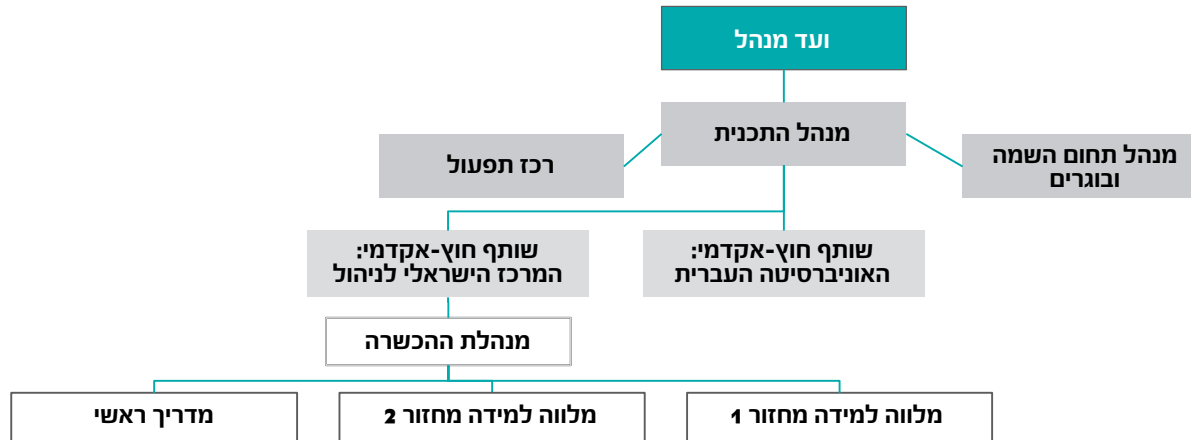 ועד מנהל
מנהל התכנית
מנהל תחום השמה
ובוגרים
רכז תפעול
שותף חוץ-אקדמי:
האוניברסיטה העברית
שותף חוץ-אקדמי:
המרכז הישראלי לניהול
מנהלת ההכשרה
מלווה למידה מחזור 1
מלווה למידה מחזור 2
מדריך ראשי